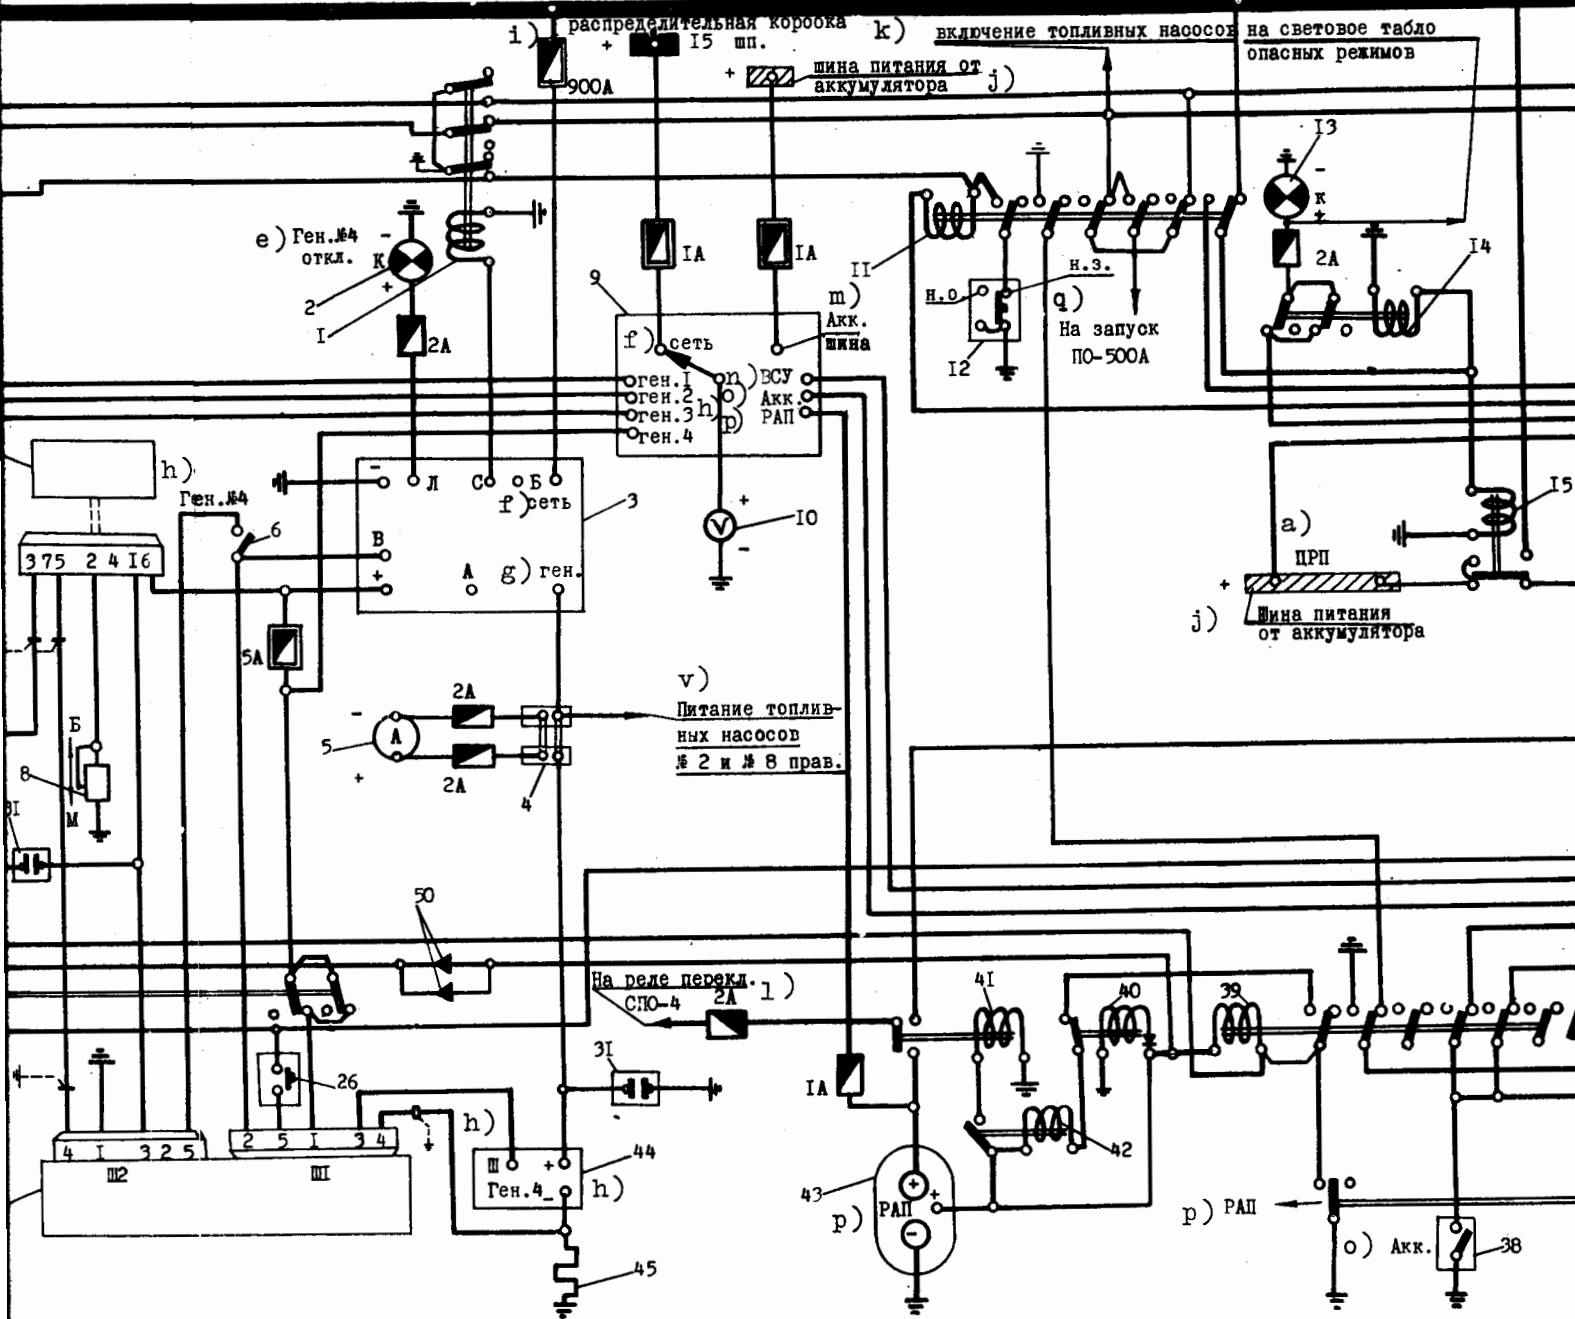 i) распределительная коробка
+ I5 шп.
900А
k) включение топливных насосов
на световое табло
опасных режимов
+ шина питания от
аккумулятора j)
I3
-
К
+
2А
I4
е) Ген.№4
откл.
-
К
+
2
I
2А
IА
IА
II
н.о.
н.з.
q)
На запуск
ПО-500А
I2
9
m)
Акк.
шина
f) сеть
ген.I
ген.2
ген.3
ген.4
h)
n) ВСУ
o) Акк.
p) РАП
h)
Ген.№4
6
3 7 5 2 4 I 6
-
Л
С
Б
f) сеть
3
В
+
А
g) ген.
+
V
I0
-
I5
a)
ЦРП
+
j) Шина питания
от аккумулятора
5А
v)
Питание топлив-
ных насосов
№ 2 и № 8 прав.
-
2А
5
А
+
2А
4
Б
8
М
3I
50
На реле перекл.
СПО-4
2А
l)
4I
40
39
3I
IА
26
42
h)
4 I 3 2 5
Ш2
2 5 I 3 4
ШI
Ш
+
44
Ген.4
-
h)
45
43
p) РАП
+
+
-
p) РАП
o) Акк.
38